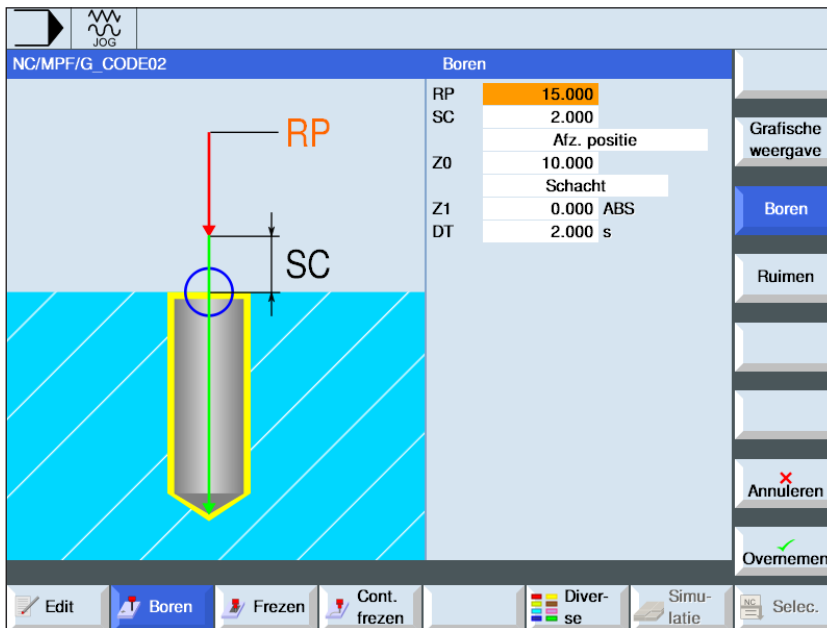 JOG
NC/MPF/G_CODE02
Boren
RP
SC
RP 15.000
SC 2.000
Afz. positie
Z0 10.000
Schacht
Z1 0.000 ABS
DT 2.000 s
Grafische
weergave
Boren
Ruimen
Annuleren
Overnemen
Edit
Boren
Frezen
Cont.
frezen
Diver-
se
Simu-
latie
NC
Selec.